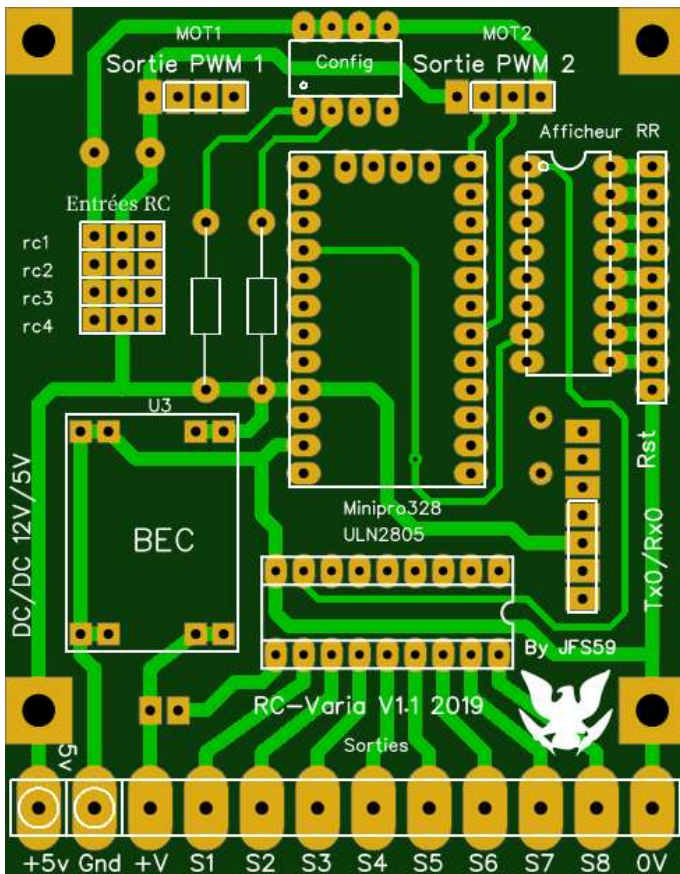 MOT1 MOT2
Sortie PWM 1 Config Sortie PWM 2
Afficheur RR
Entrées RC
rc1
rc2
rc3
rc4
U3
DC/DC 12V/5V
BEC
Minipro328
ULN2805
Rst
Tx0/Rx0
By JFS59
RC-Varia V1.1 2019
Sorties
5v
+5v Gnd +V S1 S2 S3 S4 S5 S6 S7 S8 0V